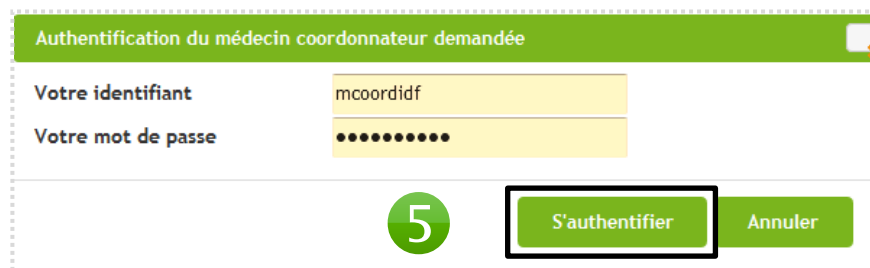 Authentification du médecin coordonnateur demandée
Votre identifiant mcoordidf
Votre mot de passe ••••••••••
5 S'authentifier Annuler